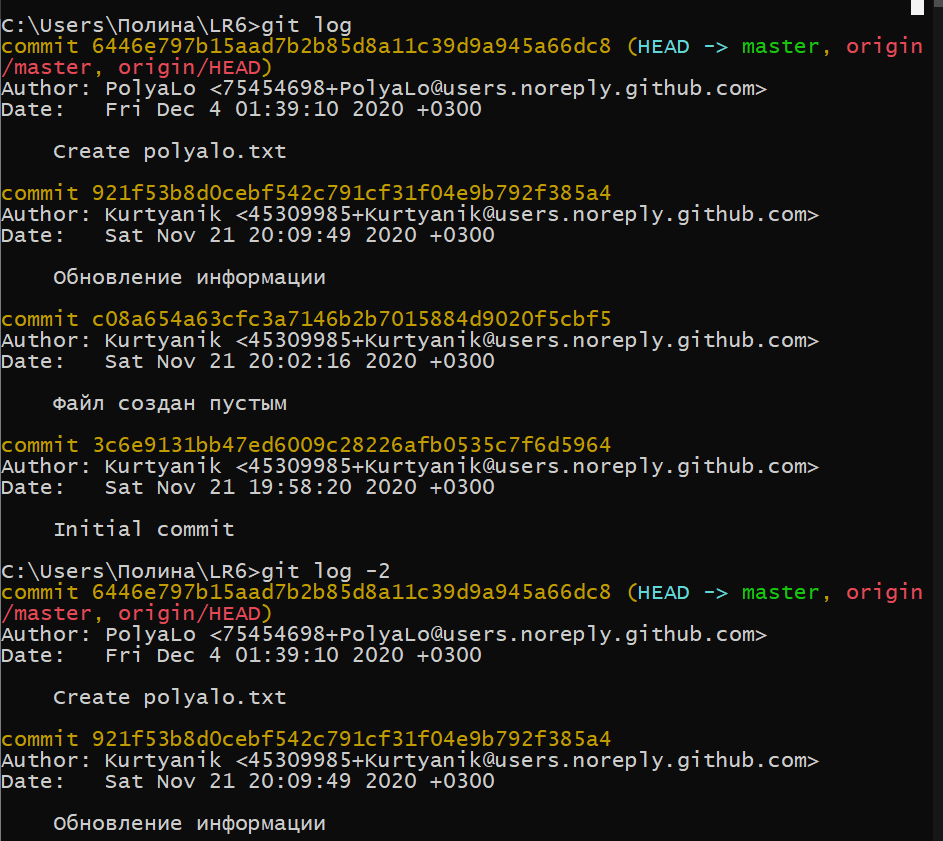 C:\Users\Полина\LR6>git log
commit 6446e797b15aad7b2b85d8a11c39d9a945a66dc8 (HEAD -> master, origin
/master, origin/HEAD)
Author: PolyaLo <75454698+PolyaLo@users.noreply.github.com>
Date:   Fri Dec 4 01:39:10 2020 +0300
    Create polyalo.txt
commit 921f53b8d0cebf542c791cf31f04e9b792f385a4
Author: Kurtyanik <45309985+Kurtyanik@users.noreply.github.com>
Date:   Sat Nov 21 20:09:49 2020 +0300
    Обновление информации
commit c08a654a63cfc3a7146b2b7015884d9020f5cbf5
Author: Kurtyanik <45309985+Kurtyanik@users.noreply.github.com>
Date:   Sat Nov 21 20:02:16 2020 +0300
    Файл создан пустым
commit 3c6e9131bb47ed6009c28226afb0535c7f6d5964
Author: Kurtyanik <45309985+Kurtyanik@users.noreply.github.com>
Date:   Sat Nov 21 19:58:20 2020 +0300
    Initial commit
C:\Users\Полина\LR6>git log -2
commit 6446e797b15aad7b2b85d8a11c39d9a945a66dc8 (HEAD -> master, origin
/master, origin/HEAD)
Author: PolyaLo <75454698+PolyaLo@users.noreply.github.com>
Date:   Fri Dec 4 01:39:10 2020 +0300
    Create polyalo.txt
commit 921f53b8d0cebf542c791cf31f04e9b792f385a4
Author: Kurtyanik <45309985+Kurtyanik@users.noreply.github.com>
Date:   Sat Nov 21 20:09:49 2020 +0300
    Обновление информации